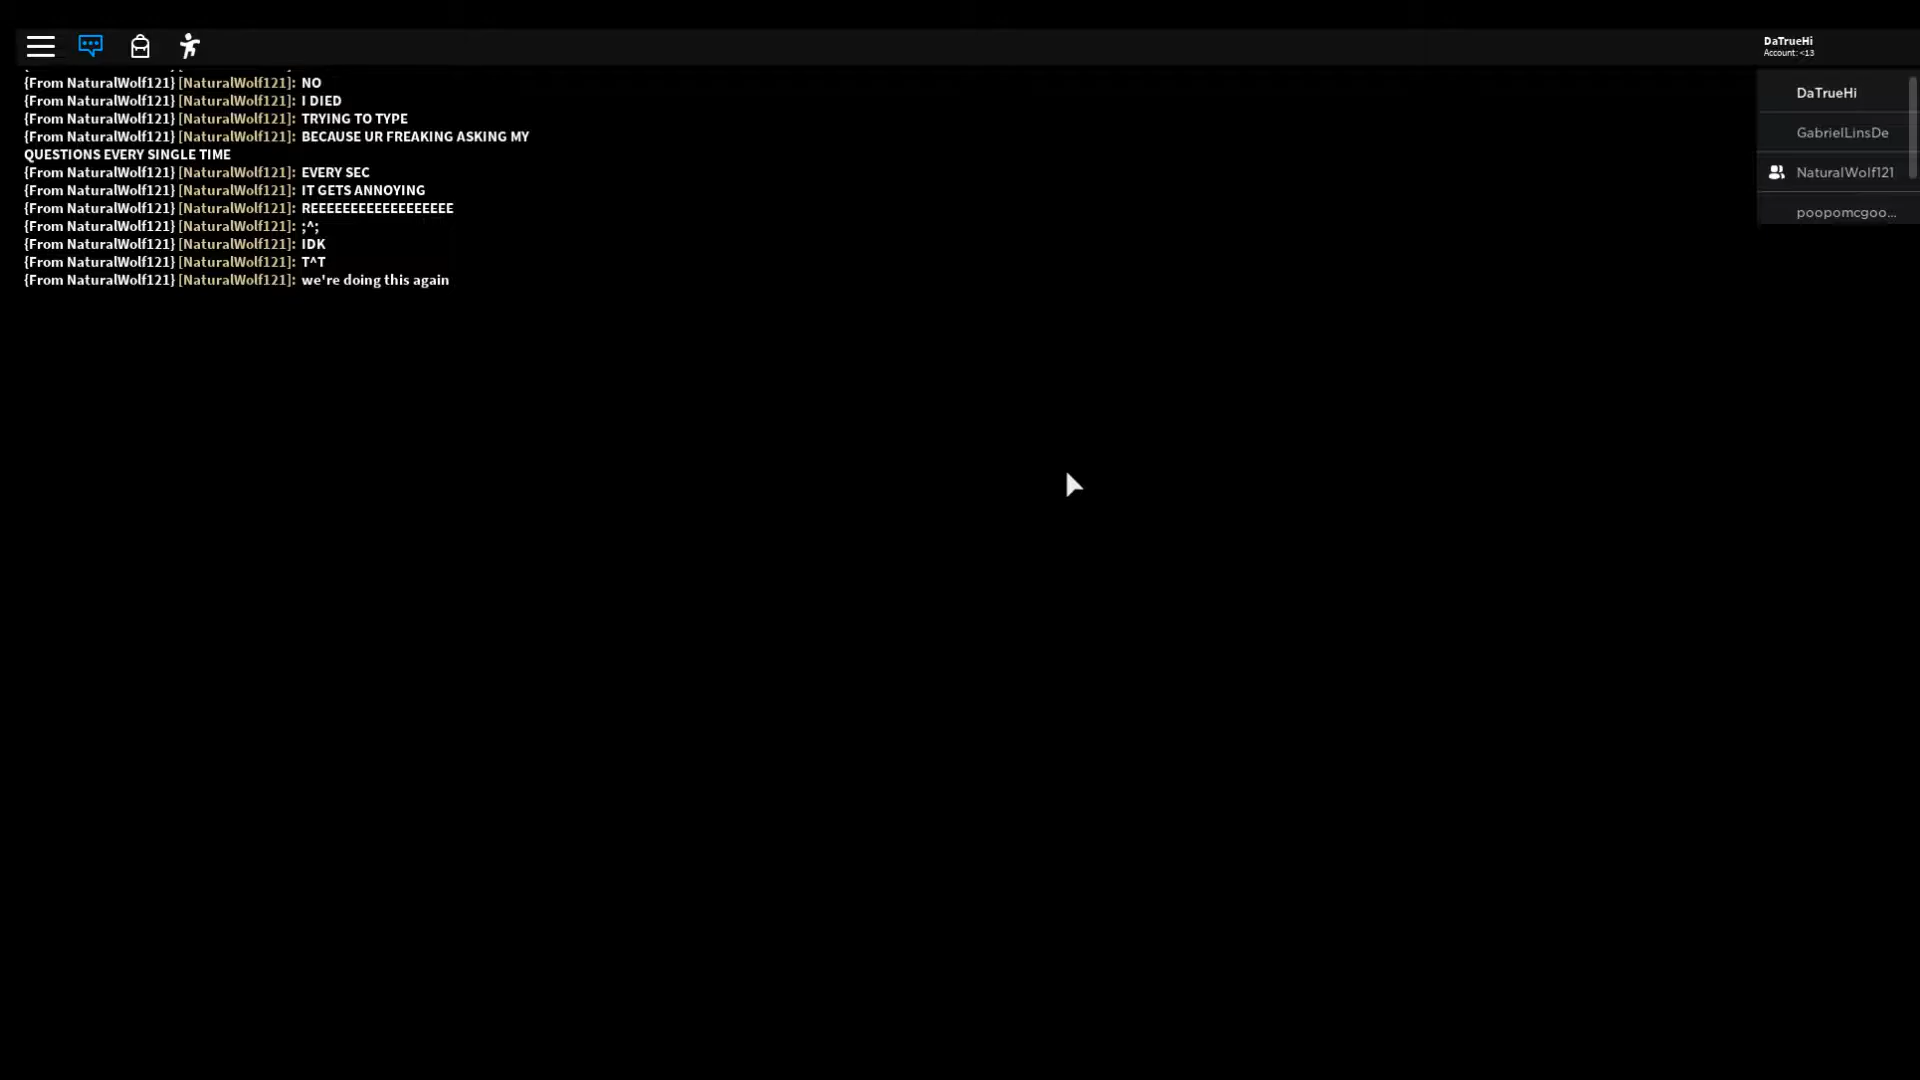 DaTrueHi
Account: <13
{From NaturalWolf121} [NaturalWolf121]: NO
{From NaturalWolf121} [NaturalWolf121]: I DIED
{From NaturalWolf121} [NaturalWolf121]: TRYING TO TYPE
{From NaturalWolf121} [NaturalWolf121]: BECAUSE UR FREAKING ASKING MY
QUESTIONS EVERY SINGLE TIME
{From NaturalWolf121} [NaturalWolf121]: EVERY SEC
{From NaturalWolf121} [NaturalWolf121]: IT GETS ANNOYING
{From NaturalWolf121} [NaturalWolf121]: REEEEEEEEEEEEEEEEEE
{From NaturalWolf121} [NaturalWolf121]: ;^;
{From NaturalWolf121} [NaturalWolf121]: IDK
{From NaturalWolf121} [NaturalWolf121]: T^T
{From NaturalWolf121} [NaturalWolf121]: we're doing this again
DaTrueHi
GabrielLinsDe
NaturalWolf121
poopomcgoo...